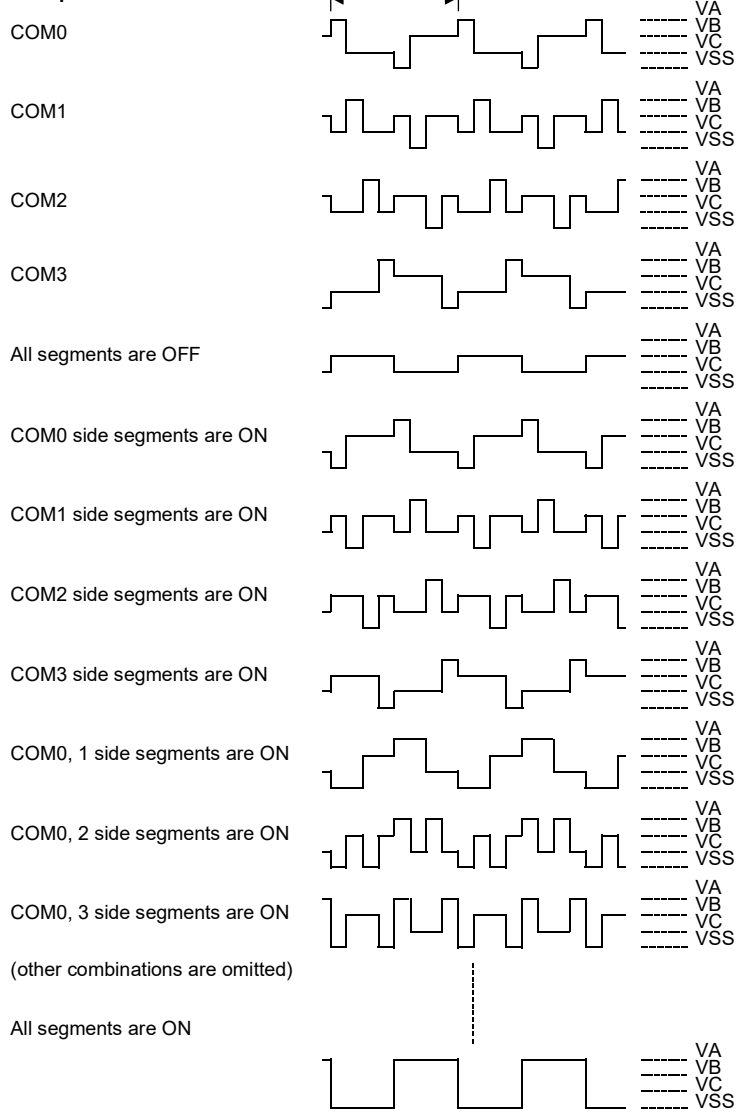 VA
VB
COM0
VC
VSS
VA
VB
COM1
VC
VSS
VA
VB
COM2
VC
VSS
VA
VB
COM3
VC
VSS
VA
VB
All segments are OFF
VC
VSS
VA
VB
COM0 side segments are ON
VC
VSS
VA
VB
COM1 side segments are ON
VC
VSS
VA
VB
COM2 side segments are ON
VC
VSS
VA
VB
COM3 side segments are ON
VC
VSS
VA
VB
COM0, 1 side segments are ON
VC
VSS
VA
VB
COM0, 2 side segments are ON
VC
VSS
VA
VB
COM0, 3 side segments are ON
VC
VSS
(other combinations are omitted)
All segments are ON
VA
VB
VC
VSS